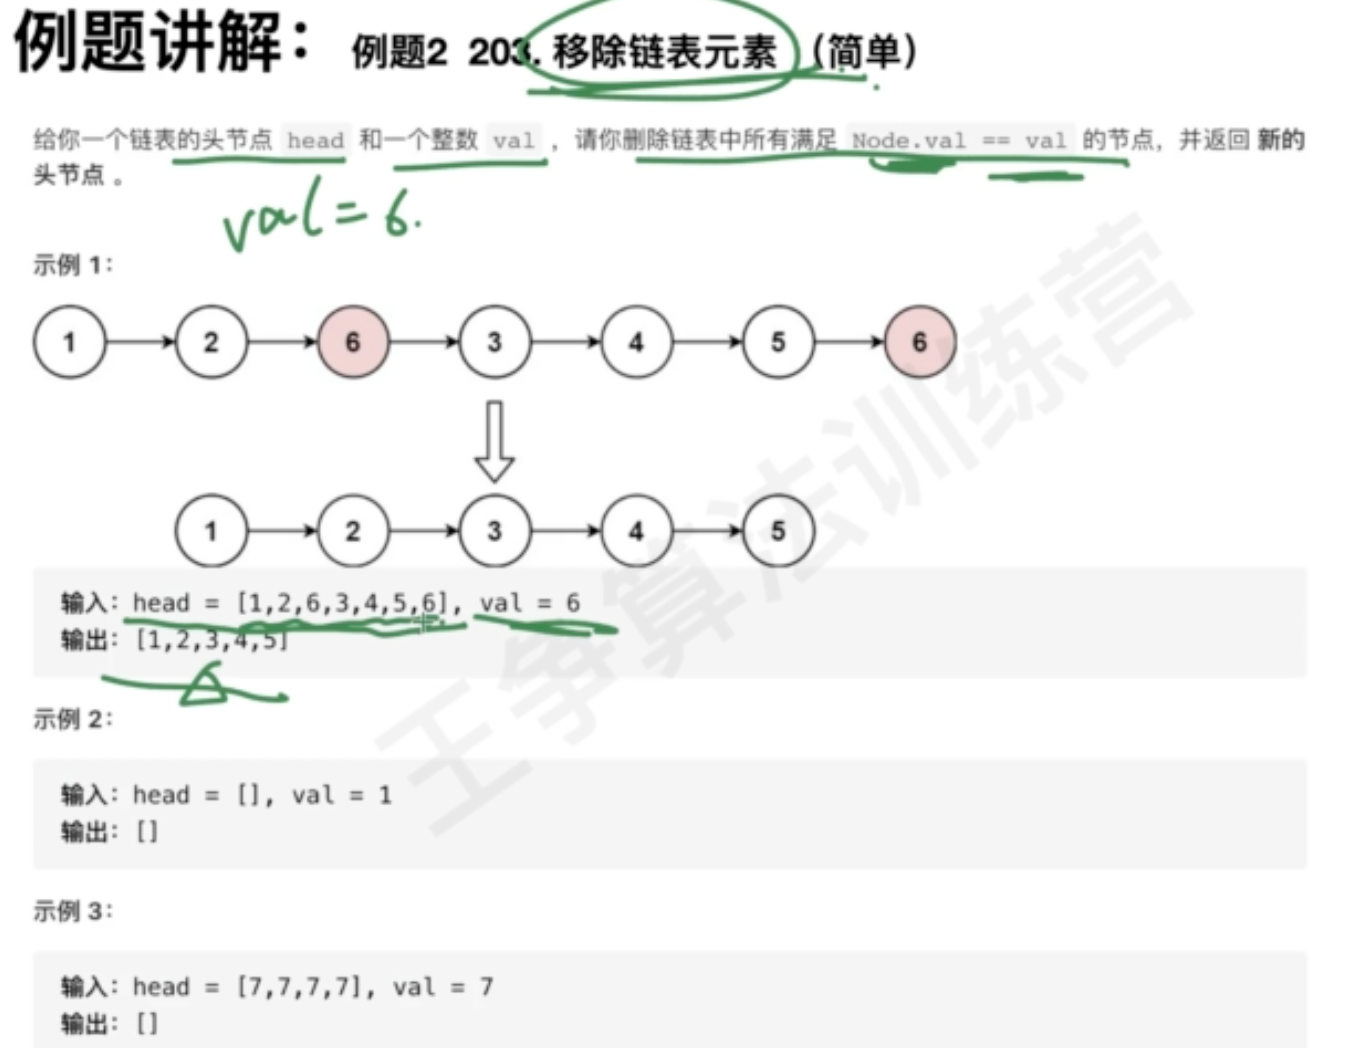 例题讲解： 例题2 203. 移除链表元素 （简单）
给你一个链表的头节点 head 和一个整数 val ，请你删除链表中所有满足 Node.val == val 的节点，并返回 新的
头节点 。
val = 6.
示例 1：
1 2 6 3 4 5 6
1 2 3 4 5
输入：head = [1,2,6,3,4,5,6], val = 6
输出：[1,2,3,4,5]
示例 2：
输入：head = [], val = 1
输出：[]
示例 3：
输入：head = [7,7,7,7], val = 7
输出：[]
王争算法训练营